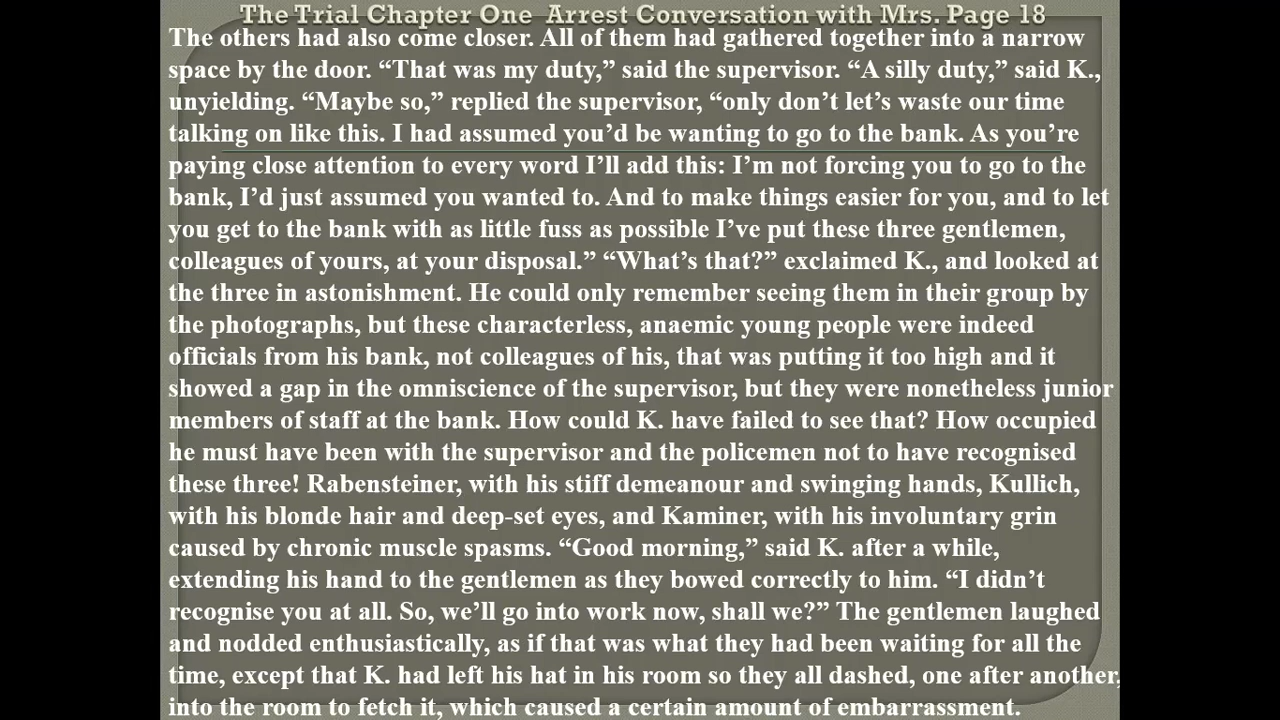 The Trial Chapter One Arrest Conversation with Mrs. Page 18
The others had also come closer. All of them had gathered together into a narrow
space by the door. “That was my duty,” said the supervisor. “A silly duty,” said K.,
unyielding. “Maybe so,” replied the supervisor, “only don’t let’s waste our time
talking on like this. I had assumed you’d be wanting to go to the bank. As you’re
paying close attention to every word I’ll add this: I’m not forcing you to go to the
bank, I’d just assumed you wanted to. And to make things easier for you, and to let
you get to the bank with as little fuss as possible I’ve put these three gentlemen,
colleagues of yours, at your disposal.” “What’s that?” exclaimed K., and looked at
the three in astonishment. He could only remember seeing them in their group by
the photographs, but these characterless, anaemic young people were indeed
officials from his bank, not colleagues of his, that was putting it too high and it
showed a gap in the omniscience of the supervisor, but they were nonetheless junior
members of staff at the bank. How could K. have failed to see that? How occupied
he must have been with the supervisor and the policemen not to have recognised
these three! Rabensteiner, with his stiff demeanour and swinging hands, Kullich,
with his blonde hair and deep-set eyes, and Kaminer, with his involuntary grin
caused by chronic muscle spasms. “Good morning,” said K. after a while,
extending his hand to the gentlemen as they bowed correctly to him. “I didn’t
recognise you at all. So, we’ll go into work now, shall we?” The gentlemen laughed
and nodded enthusiastically, as if that was what they had been waiting for all the
time, except that K. had left his hat in his room so they all dashed, one after another,
into the room to fetch it, which caused a certain amount of embarrassment.